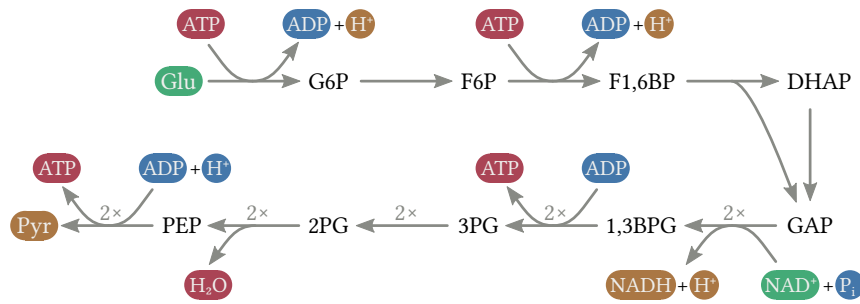 ATP ADP + H⁺ ATP ADP + H⁺
Glu G6P F6P F1,6BP DHAP
ATP ADP + H⁺ ATP ADP
2× 2× 2× 2× 2×
Pyr PEP 2PG 3PG 1,3BPG GAP
H₂O NADH + H⁺ NAD⁺ + Pᵢ